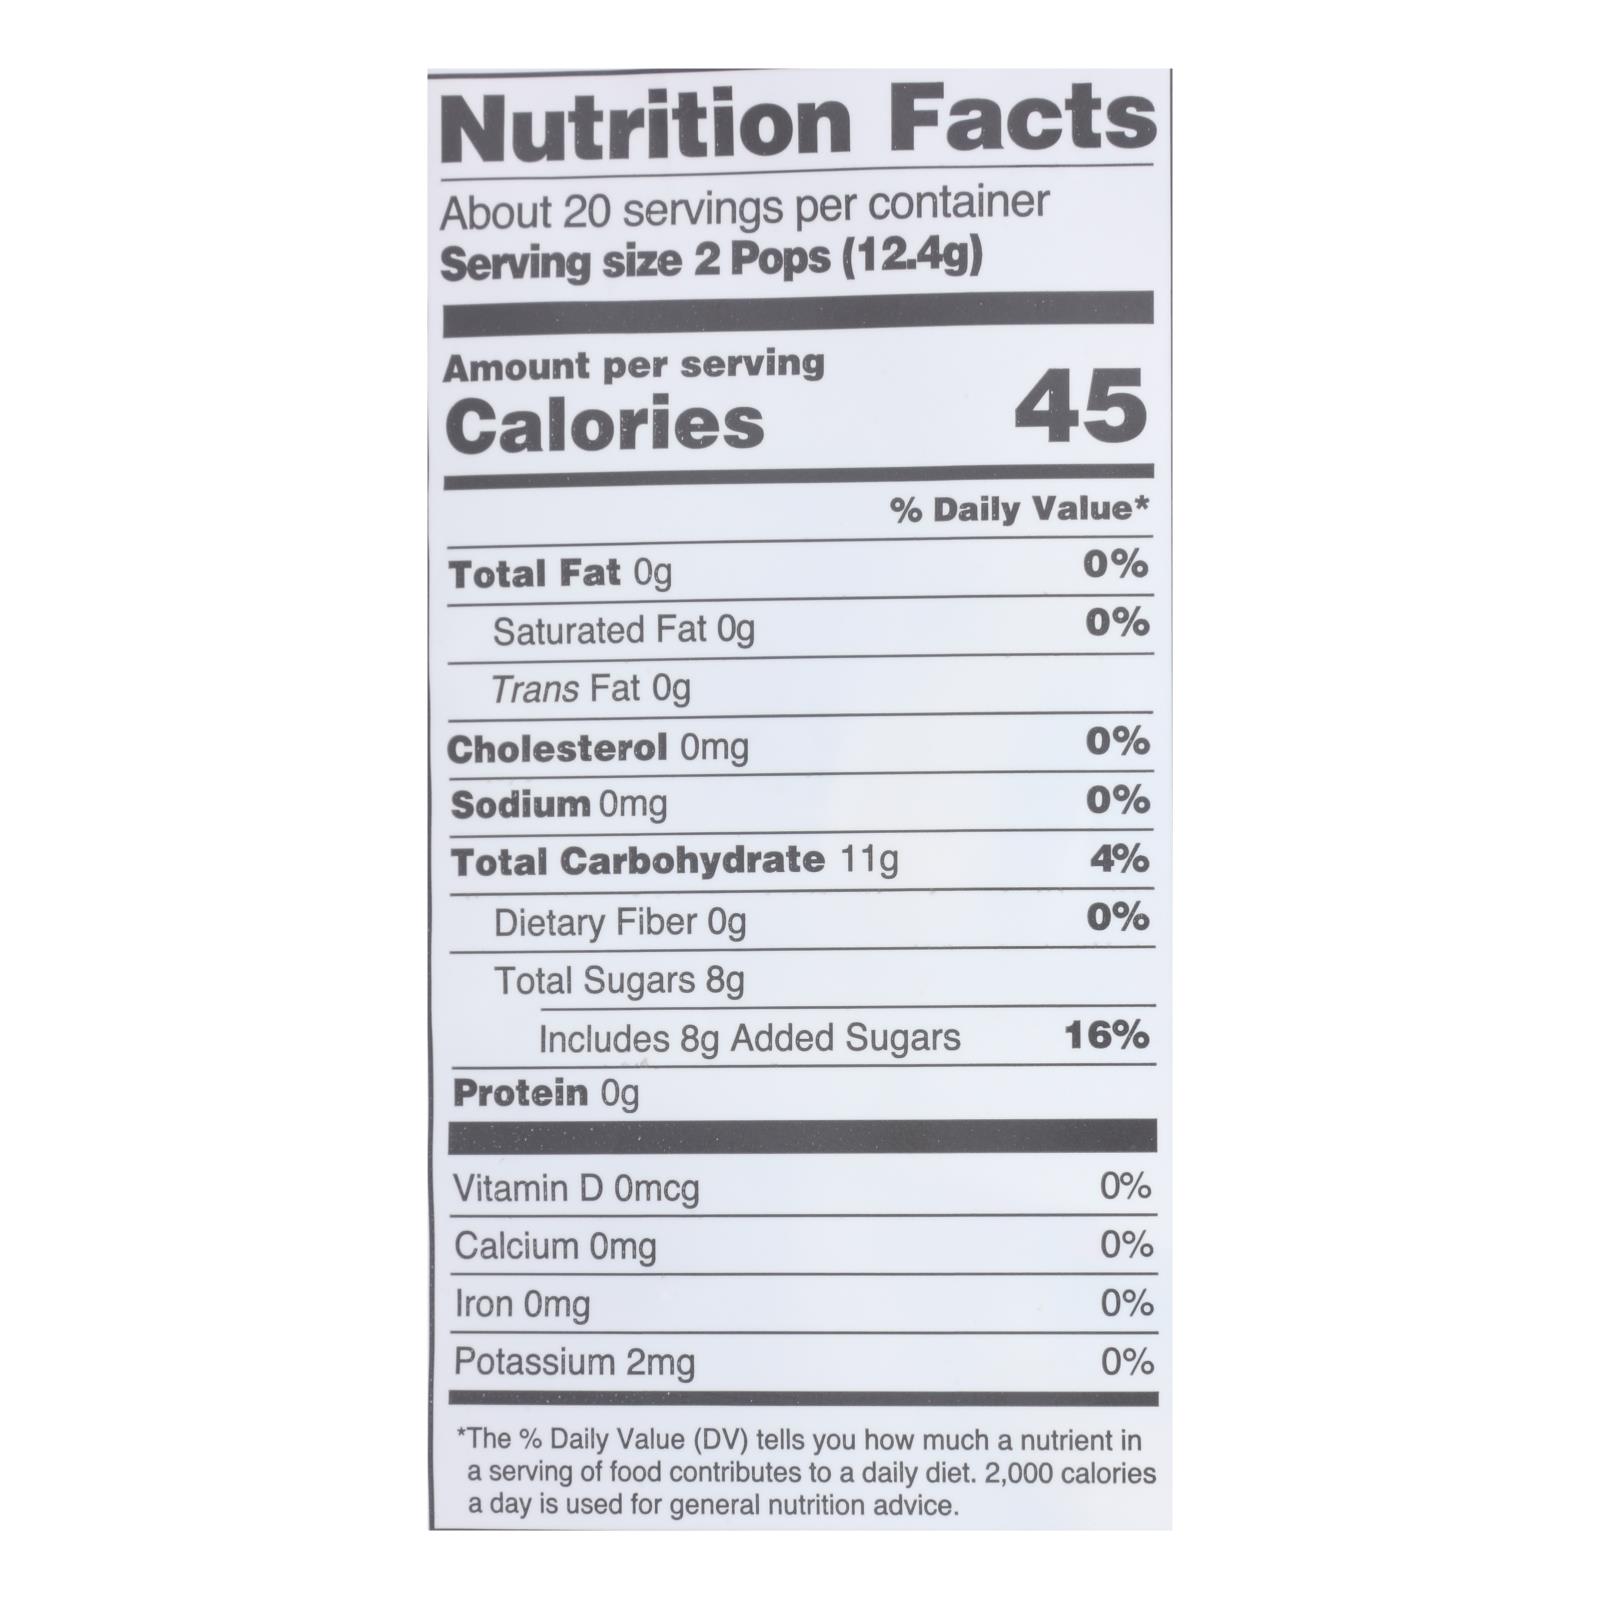 Nutrition Facts
About 20 servings per container
Serving size 2 Pops (12.4g)
Amount per serving
Calories 45
% Daily Value*
Total Fat 0g 0%
Saturated Fat 0g 0%
Trans Fat 0g
Cholesterol 0mg 0%
Sodium 0mg 0%
Total Carbohydrate 11g 4%
Dietary Fiber 0g 0%
Total Sugars 8g
Includes 8g Added Sugars 16%
Protein 0g
Vitamin D 0mcg 0%
Calcium 0mg 0%
Iron 0mg 0%
Potassium 2mg 0%
*The % Daily Value (DV) tells you how much a nutrient in
a serving of food contributes to a daily diet. 2,000 calories
a day is used for general nutrition advice.